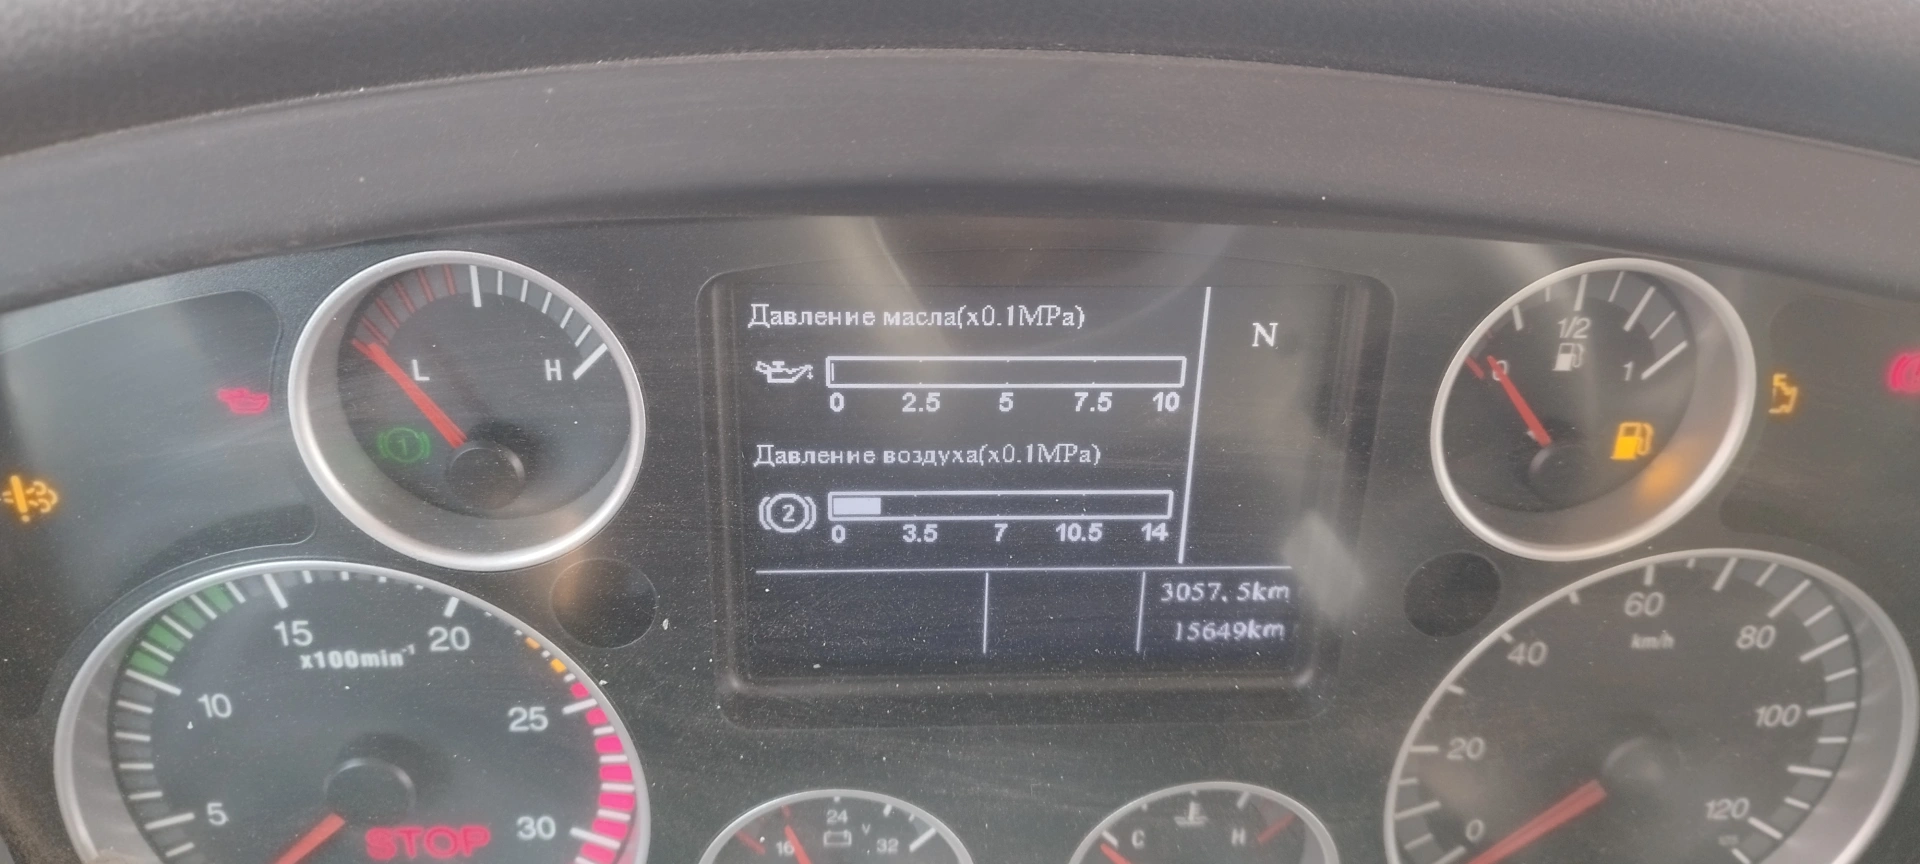 Давление масла(x0.1MPa)
0 2.5 5 7.5 10
Давление воздуха(x0.1MPa)
2
0 3.5 7 10.5 14
N
3057.5km
15649km
L H
1
0 1/2 1
5 10 15 20 25 30
x100min⁻¹
STOP
16 24 32
V
C H
0 20 40 60 80 100 120
km/h